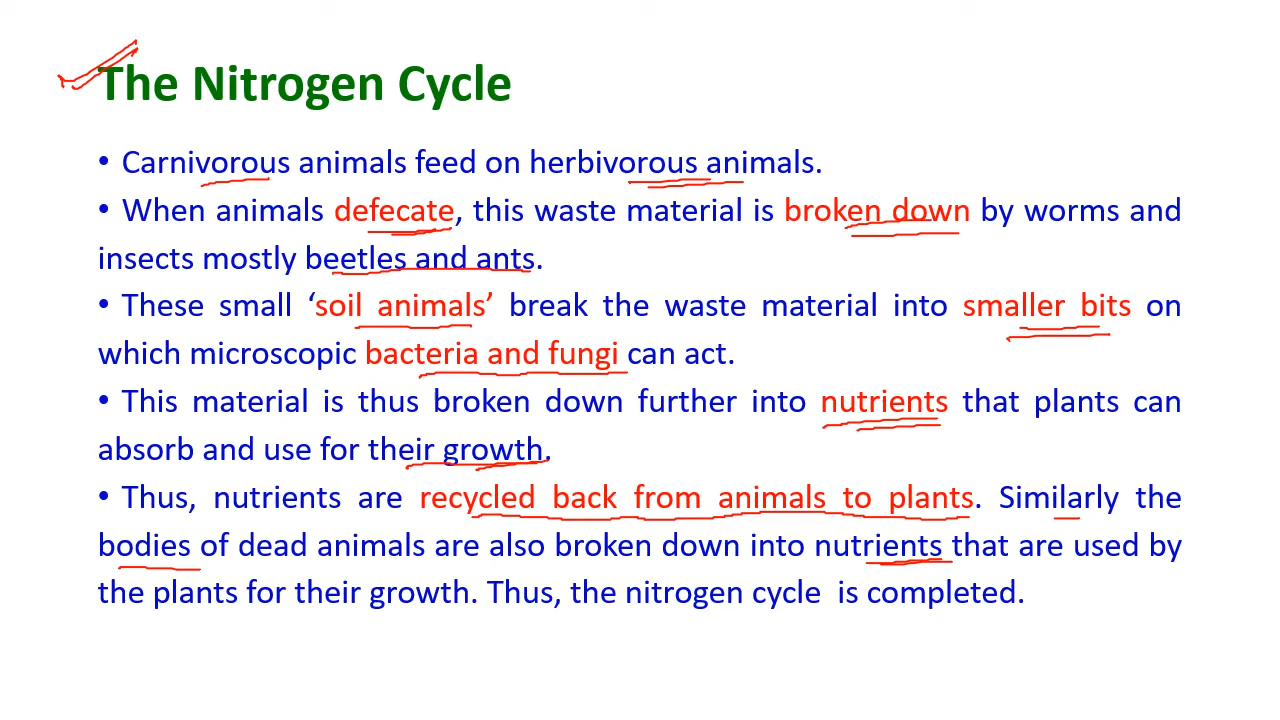 The Nitrogen Cycle
• Carnivorous animals feed on herbivorous animals.
• When animals defecate, this waste material is broken down by worms and
insects mostly beetles and ants.
• These small ‘soil animals’ break the waste material into smaller bits on
which microscopic bacteria and fungi can act.
• This material is thus broken down further into nutrients that plants can
absorb and use for their growth.
• Thus, nutrients are recycled back from animals to plants. Similarly the
bodies of dead animals are also broken down into nutrients that are used by
the plants for their growth. Thus, the nitrogen cycle  is completed.